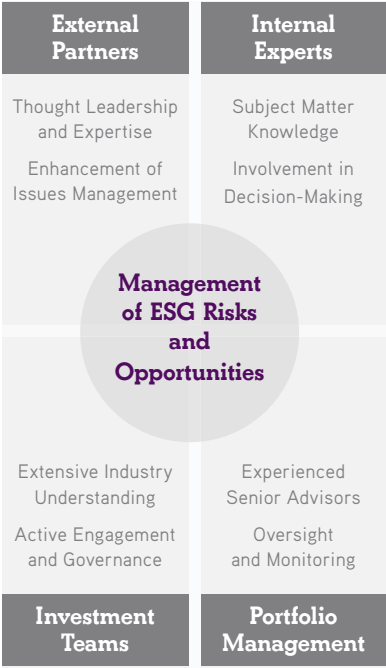 External
Partners
Thought Leadership
and Expertise
Enhancement of
Issues Management
Internal
Experts
Subject Matter
Knowledge
Involvement in
Decision-Making
Management
of ESG Risks
and
Opportunities
Extensive Industry
Understanding
Active Engagement
and Governance
Investment
Teams
Experienced
Senior Advisors
Oversight
and Monitoring
Portfolio
Management